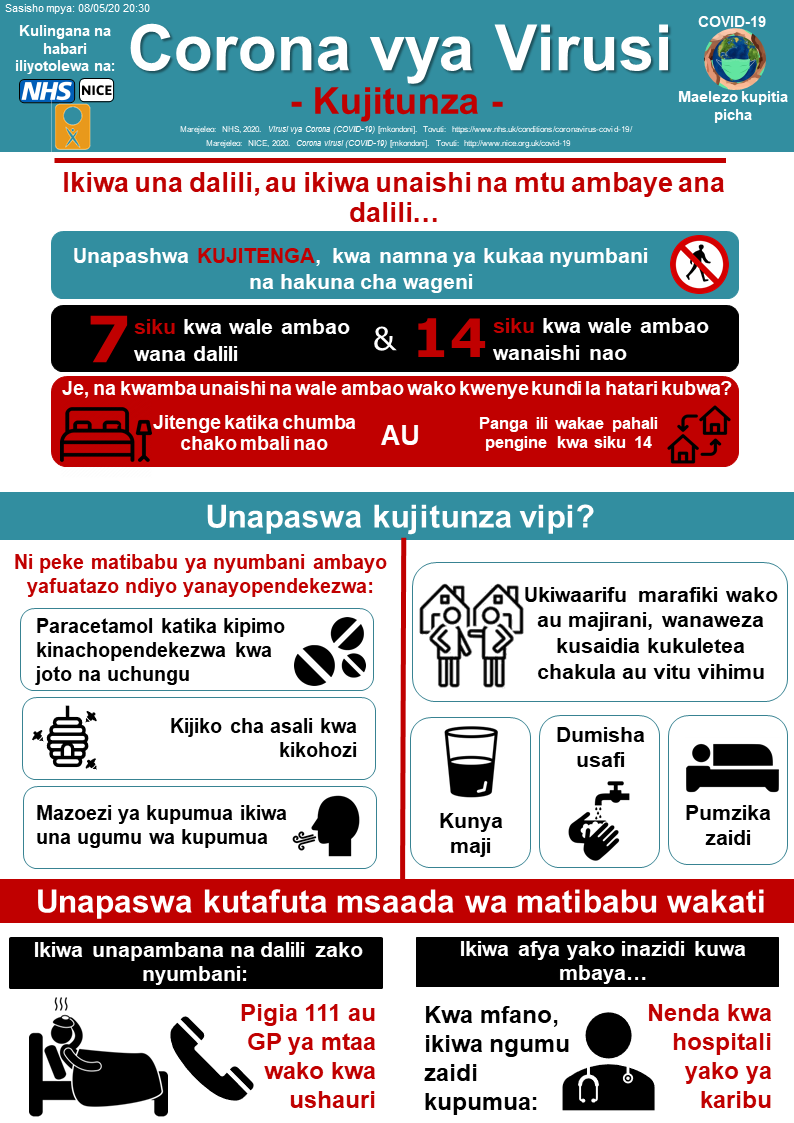 Sasisho mpya: 08/05/20 20:30
Kulingana na
habari
iliyotolewa na:
NHS NICE
Corona vya Virusi
- Kujitunza -
COVID-19
Maelezo kupitia
picha
Marejeleo: NHS, 2020. Virusi vya Corona (COVID-19) [mkondoni]. Tovuti: https://www.nhs.uk/conditions/coronavirus-covid-19/
Marejeleo: NICE, 2020. Corona virusi (COVID-19) [mkondoni]. Tovuti: http://www.nice.org.uk/covid-19
Ikiwa una dalili, au ikiwa unaishi na mtu ambaye ana
dalili…
Unapashwa KUJITENGA, kwa namna ya kukaa nyumbani
na hakuna cha wageni
7 siku kwa wale ambao
wana dalili
& 14 siku kwa wale ambao
wanaishi nao
Je, na kwamba unaishi na wale ambao wako kwenye kundi la hatari kubwa?
Jitenge katika chumba
chako mbali nao
AU
Panga ili wakae pahali
pengine kwa siku 14
Unapaswa kujitunza vipi?
Ni peke matibabu ya nyumbani ambayo
yafuatazo ndiyo yanayopendekezwa:
Paracetamol katika kipimo
kinachopendekezwa kwa
joto na uchungu
Kijiko cha asali kwa
kikohozi
Mazoezi ya kupumua ikiwa
una ugumu wa kupumua
Ukiwaarifu marafiki wako
au majirani, wanaweza
kusaidia kukuletea
chakula au vitu vihimu
Kunya
maji
Dumisha
usafi
Pumzika
zaidi
Unapaswa kutafuta msaada wa matibabu wakati
Ikiwa unapambana na dalili zako
nyumbani:
Pigia 111 au
GP ya mtaa
wako kwa
ushauri
Ikiwa afya yako inazidi kuwa
mbaya…
Kwa mfano,
ikiwa ngumu
zaidi
kupumua:
Nenda kwa
hospitali
yako ya
karibu